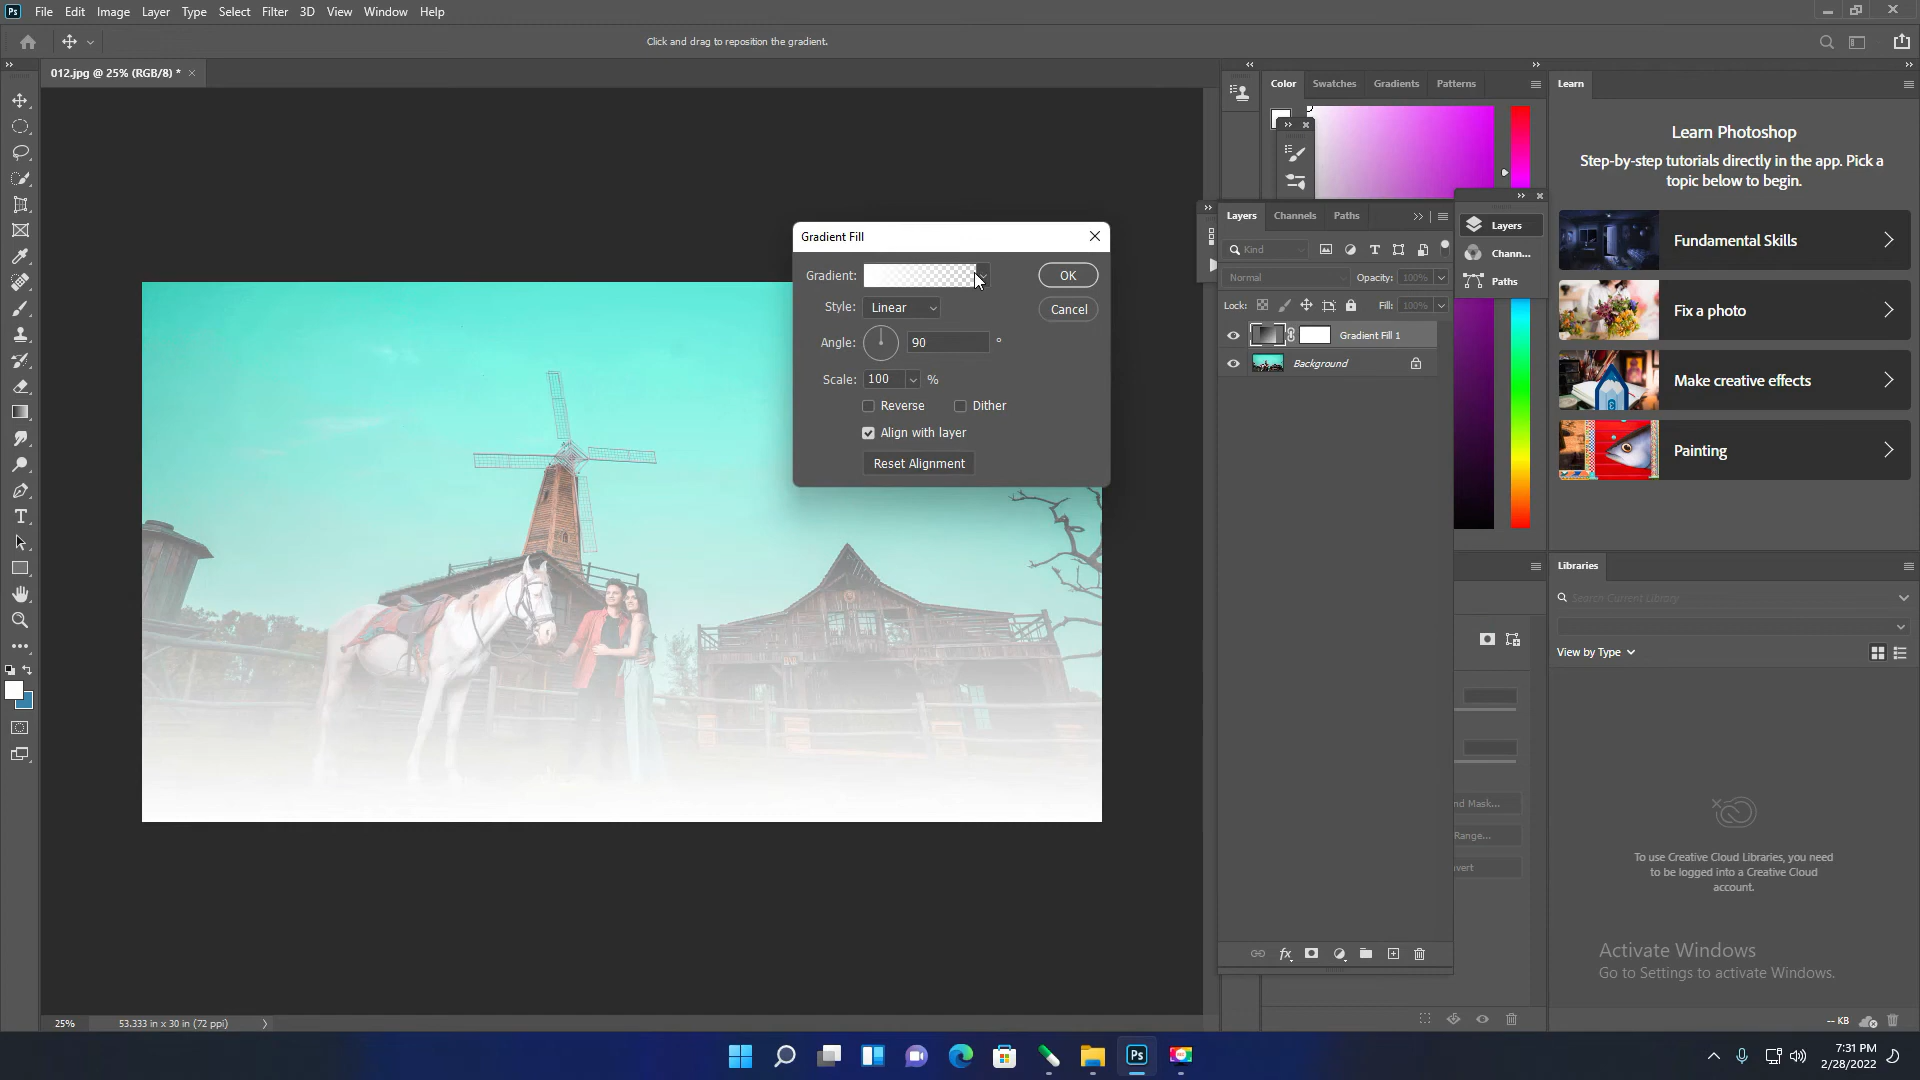 Ps File Edit Image Layer Type Select Filter 3D View Window Help
Click and drag to reposition the gradient.
012.jpg @ 25% (RGB/8) *
Color Swatches Gradients Patterns
Learn
Learn Photoshop
Step-by-step tutorials directly in the app. Pick a
topic below to begin.
Fundamental Skills
Fix a photo
Make creative effects
Painting
Gradient Fill
Gradient:
OK
Style: Linear
Cancel
Angle: 90 °
Scale: 100 %
Reverse Dither
Align with layer
Reset Alignment
Layers Channels Paths
Kind
Normal Opacity: 100%
Lock: Fill: 100%
Gradient Fill 1
Background
Layers
Chann...
Paths
Libraries
Search Current Library
View by Type
nd Mask...
Range...
vert
To use Creative Cloud Libraries, you need
to be logged into a Creative Cloud
account.
Activate Windows
Go to Settings to activate Windows.
-- KB
25% 53.333 in x 30 in (72 ppi)
Ps
7:31 PM
2/28/2022